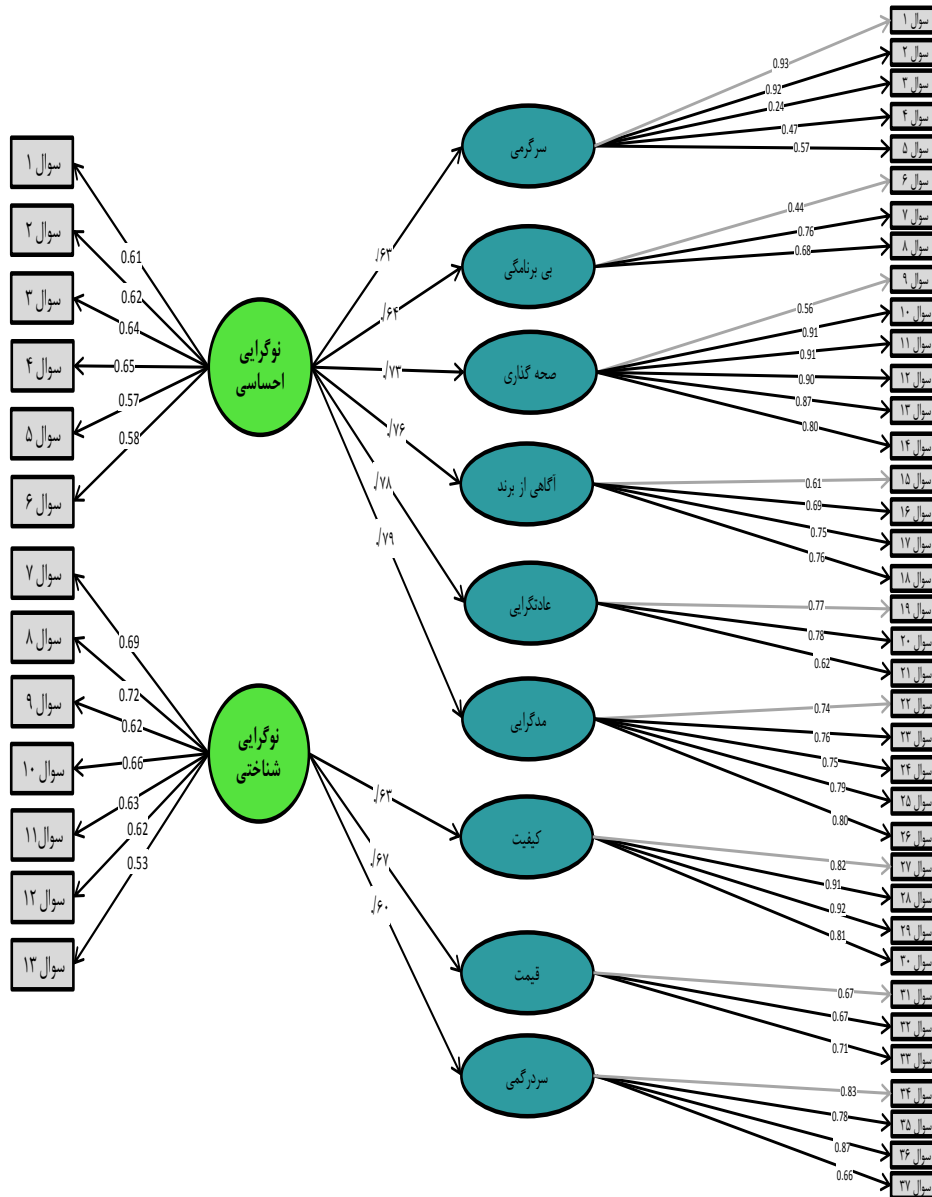 سوال ۱
سوال ۲
سوال ۳
سوال ۴
سوال ۵
سوال ۶
سوال ۷
سوال ۸
سوال ۹
سوال ۱۰
سوال ۱۱
سوال ۱۲
سوال ۱۳
سوال ۱۴
سوال ۱۵
سوال ۱۶
سوال ۱۷
سوال ۱۸
سوال ۱۹
سوال ۲۰
سوال ۲۱
سوال ۲۲
سوال ۲۳
سوال ۲۴
سوال ۲۵
سوال ۲۶
سوال ۲۷
سوال ۲۸
سوال ۲۹
سوال ۳۰
سوال ۳۱
سوال ۳۲
سوال ۳۳
سوال ۳۴
سوال ۳۵
سوال ۳۶
سوال ۳۷
0.93
0.92
0.24
0.47
0.57
0.44
0.76
0.68
0.56
0.91
0.91
0.90
0.87
0.80
0.61
0.69
0.75
0.76
0.77
0.78
0.62
0.74
0.76
0.75
0.79
0.80
0.82
0.91
0.92
0.81
0.67
0.67
0.71
0.83
0.78
0.87
0.66
سرگرمی
بی برنامگی
صحه گذاری
آگاهی از برند
عادتگرایی
مدگرایی
کیفیت
قیمت
سردرگمی
۰/۶۳
۰/۶۴
۰/۷۳
۰/۷۶
۰/۷۸
۰/۷۹
۰/۶۳
۰/۶۷
۰/۶۰
نوگرایی
احساسی
نوگرایی
شناختی
0.61
0.62
0.64
0.65
0.57
0.58
0.69
0.72
0.62
0.66
0.63
0.62
0.53
سوال ۱
سوال ۲
سوال ۳
سوال ۴
سوال ۵
سوال ۶
سوال ۷
سوال ۸
سوال ۹
سوال ۱۰
سوال۱۱
سوال ۱۲
سوال ۱۳